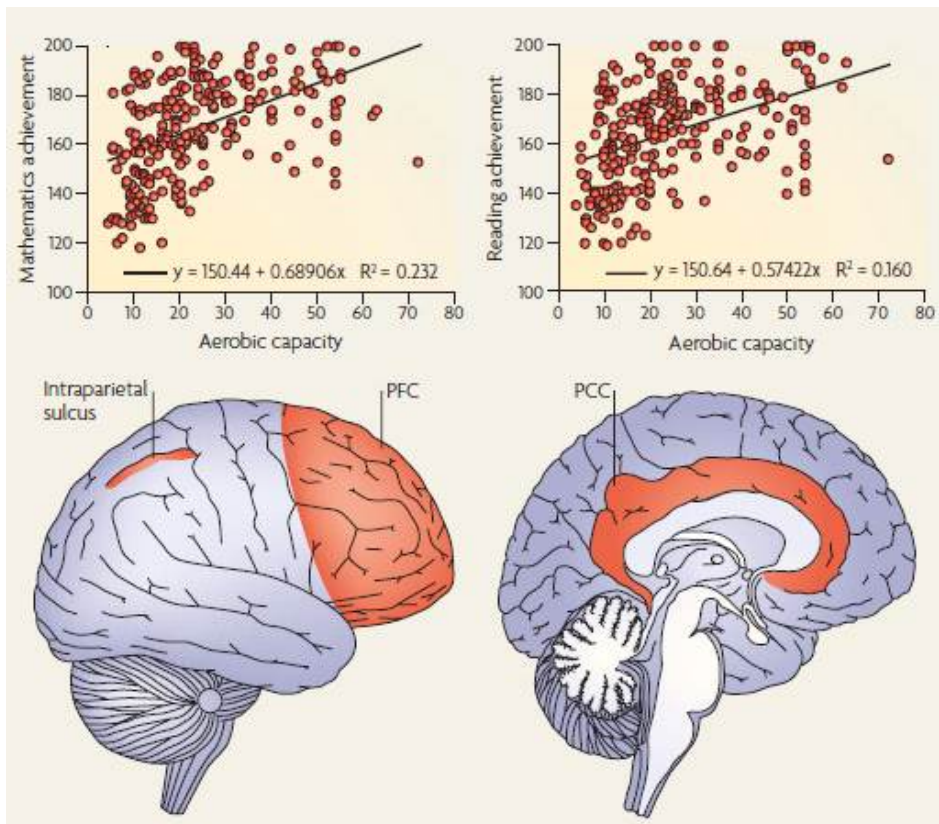 Mathematics achievement
200
180
160
140
120
100
y = 150.44 + 0.68906x R² = 0.232
0 10 20 30 40 50 60 70 80
Aerobic capacity
Reading achievement
200
180
160
140
120
100
y = 150.64 + 0.57422x R² = 0.160
0 10 20 30 40 50 60 70 80
Aerobic capacity
Intraparietal
sulcus
PFC
PCC